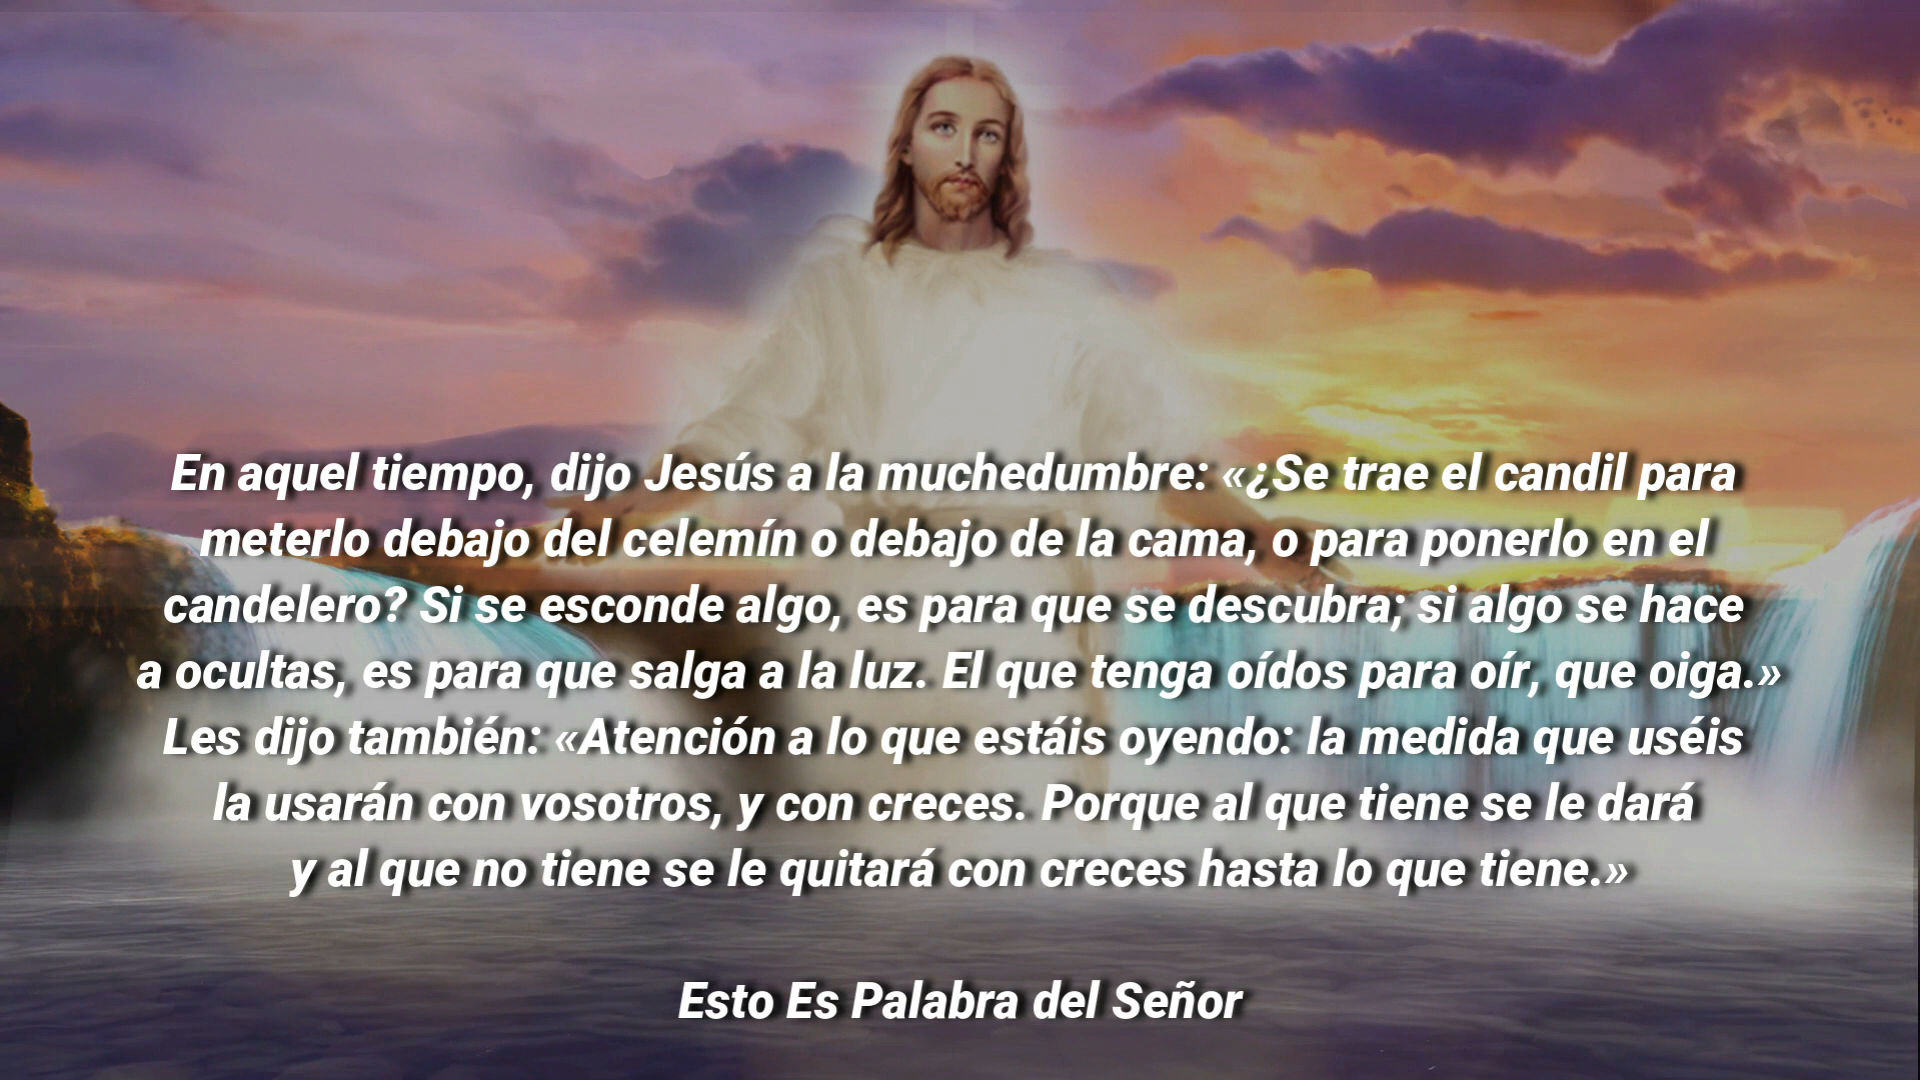 En aquel tiempo, dijo Jesús a la muchedumbre: «¿Se trae el candil para
meterlo debajo del celemín o debajo de la cama, o para ponerlo en el
candelero? Si se esconde algo, es para que se descubra; si algo se hace
a ocultas, es para que salga a la luz. El que tenga oídos para oír, que oiga.»
Les dijo también: «Atención a lo que estáis oyendo: la medida que uséis
la usarán con vosotros, y con creces. Porque al que tiene se le dará
y al que no tiene se le quitará con creces hasta lo que tiene.»
Esto Es Palabra del Señor